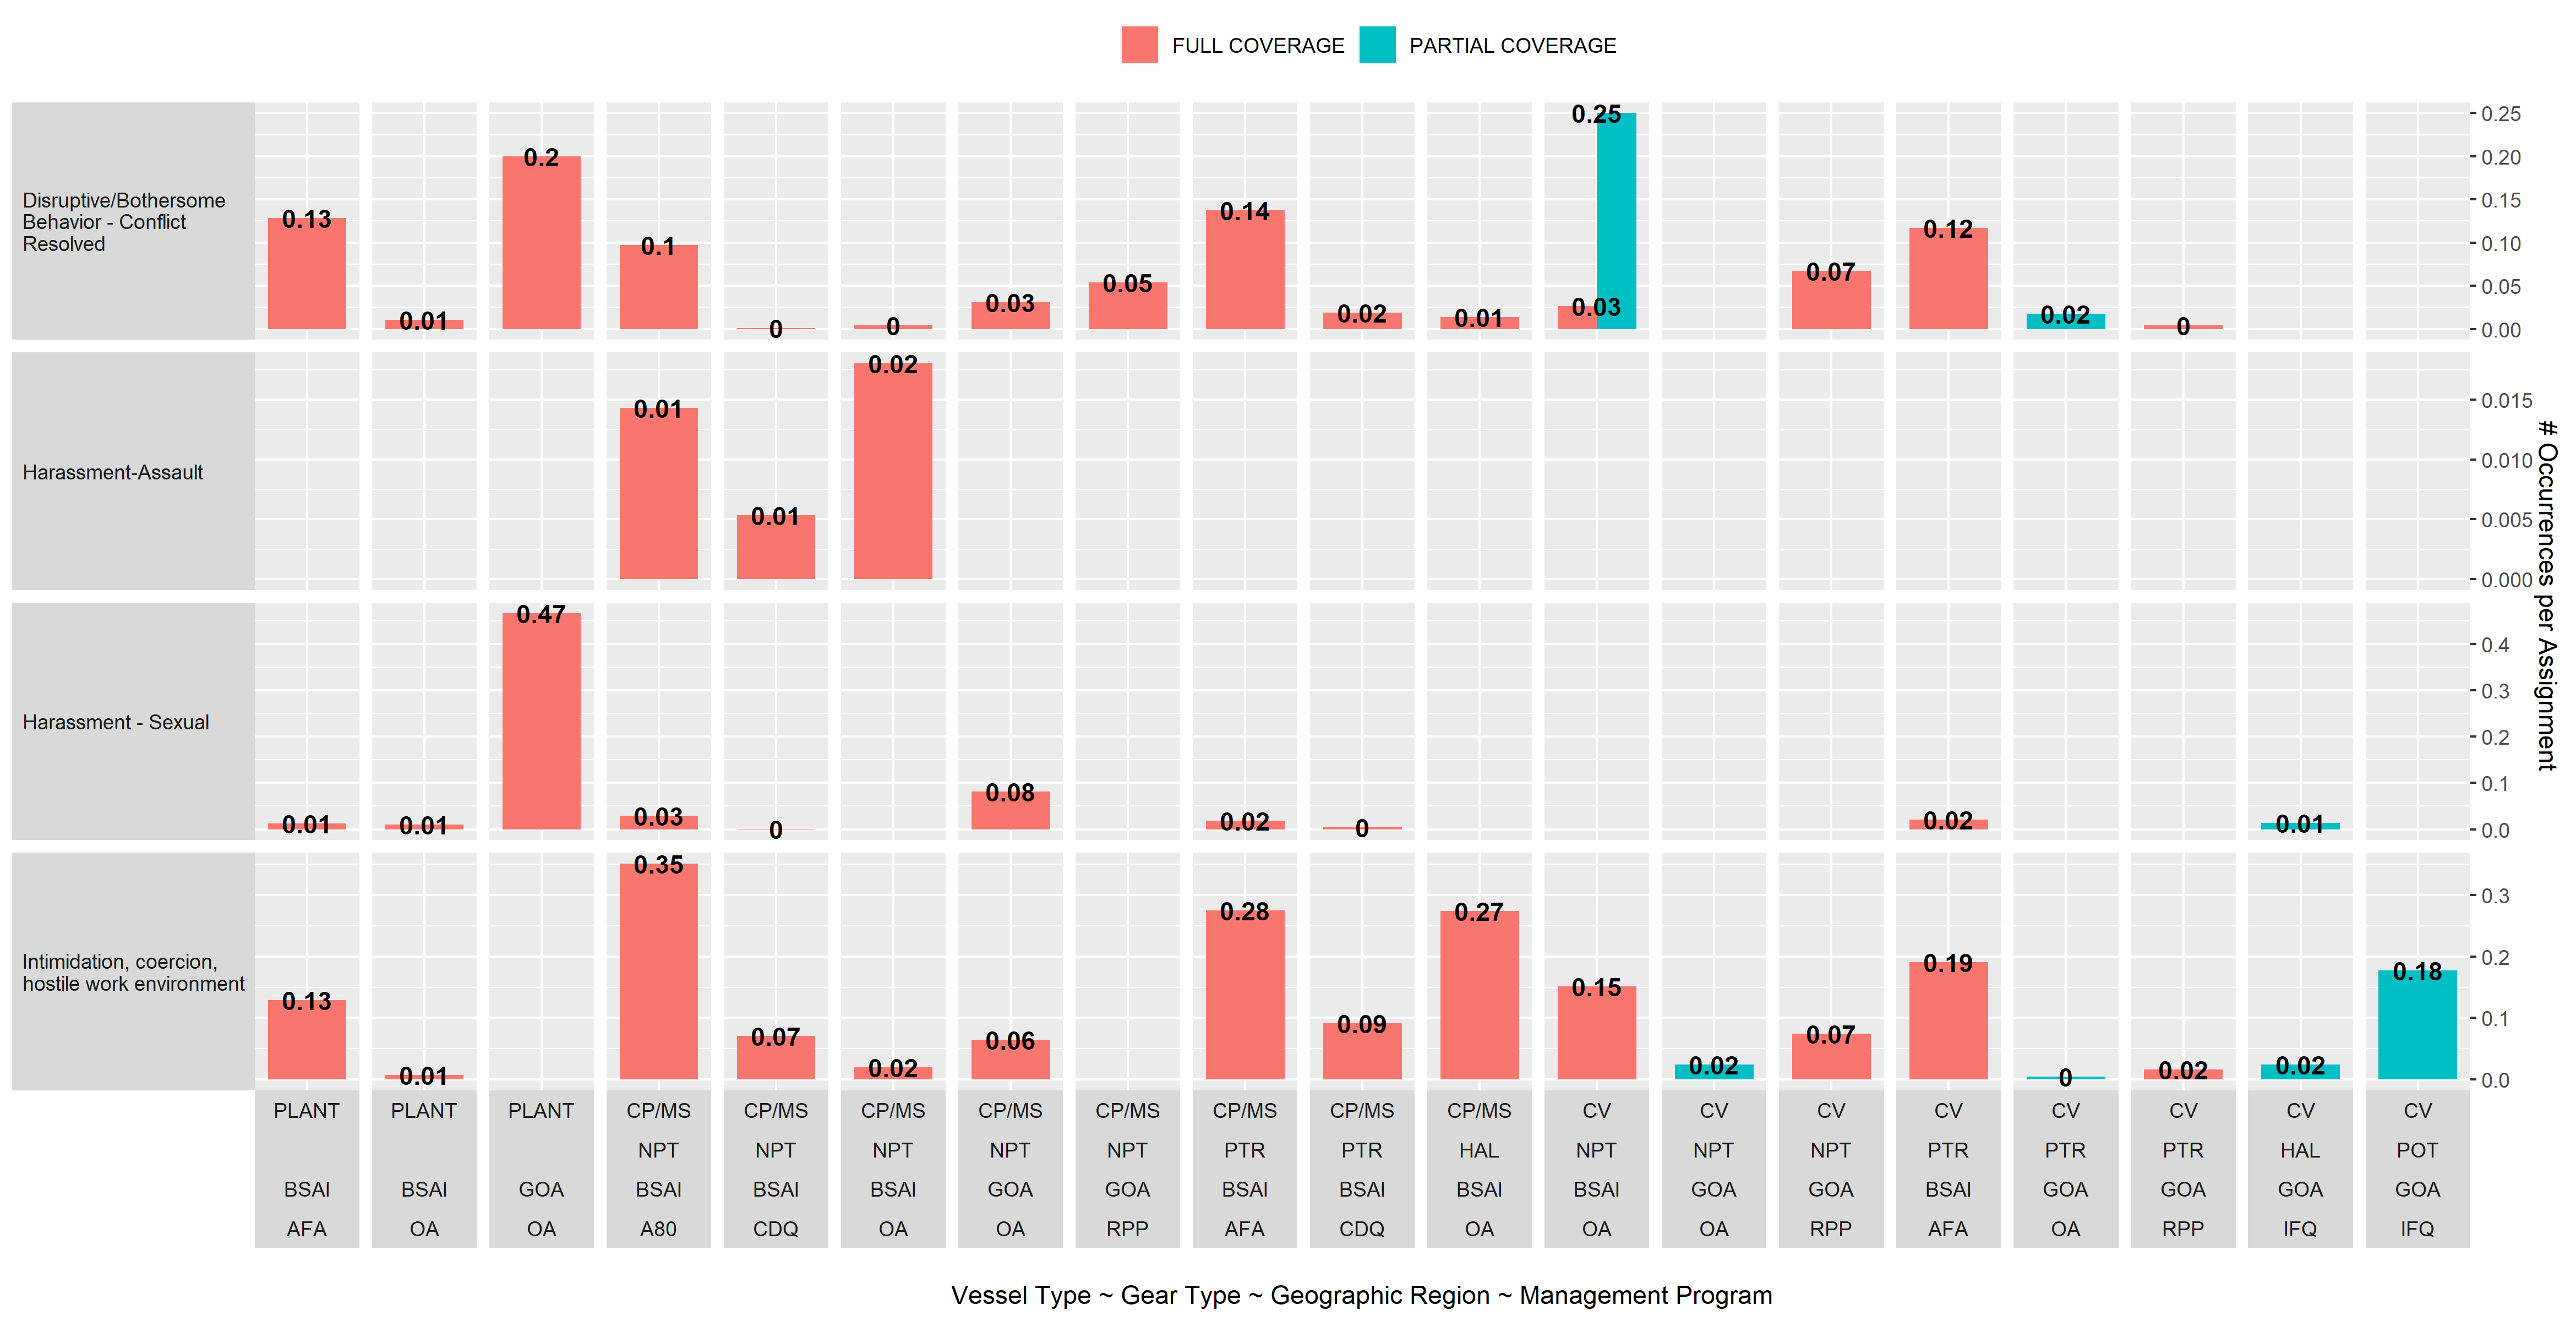 FULL COVERAGE PARTIAL COVERAGE
Disruptive/Bothersome
Behavior - Conflict
Resolved
0.13 0.01 0.2 0.1 0 0 0.03 0.05 0.14 0.02 0.01 0.03 0.25 0.07 0.12 0.02 0
0.25
0.20
0.15
0.10
0.05
0.00
Harassment-Assault
0.01 0.01 0.02
0.015
0.010
0.005
0.000
Harassment - Sexual
0.01 0.01 0.47 0.03 0 0.08 0.02 0 0.02 0.01
0.4
0.3
0.2
0.1
0.0
Intimidation, coercion,
hostile work environment
0.13 0.01 0.35 0.07 0.02 0.06 0.28 0.09 0.27 0.15 0.02 0.07 0.19 0 0.02 0.02 0.18
0.3
0.2
0.1
0.0
# Occurrences per Assignment
PLANT PLANT PLANT CP/MS CP/MS CP/MS CP/MS CP/MS CP/MS CP/MS CP/MS CV CV CV CV CV CV CV CV
NPT NPT NPT NPT NPT PTR PTR HAL NPT NPT NPT PTR PTR PTR HAL POT
BSAI BSAI GOA BSAI BSAI BSAI GOA GOA BSAI BSAI BSAI BSAI GOA GOA BSAI GOA GOA GOA GOA
AFA OA OA A80 CDQ OA OA RPP AFA CDQ OA OA OA RPP AFA OA RPP IFQ IFQ
Vessel Type ~ Gear Type ~ Geographic Region ~ Management Program